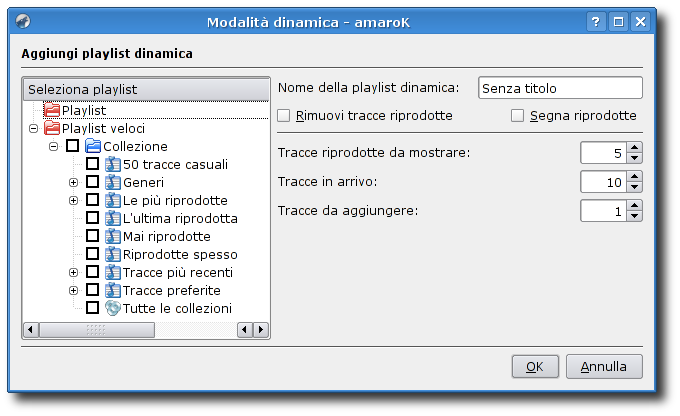 Modalità dinamica - amaroK
Aggiungi playlist dinamica
Seleziona playlist
Playlist
Playlist veloci
Collezione
50 tracce casuali
Generi
Le più riprodotte
L'ultima riprodotta
Mai riprodotte
Riprodotte spesso
Tracce più recenti
Tracce preferite
Tutte le collezioni
Nome della playlist dinamica: Senza titolo
Rimuovi tracce riprodotte Segna riprodotte
Tracce riprodotte da mostrare: 5
Tracce in arrivo: 10
Tracce da aggiungere: 1
OK Annulla